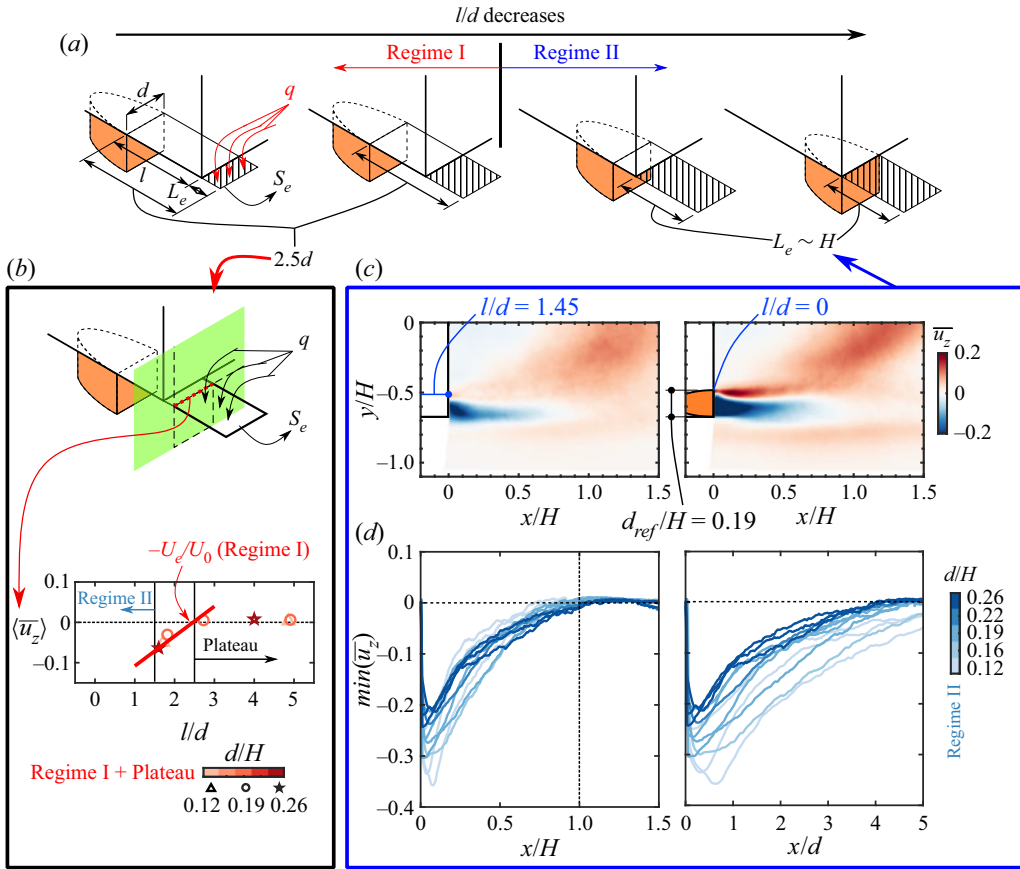 l/d decreases
(a)
Regime I
Regime II
d
q
l
L_e
S_e
2.5d
L_e ~ H
(b)
q
S_e
–U_e/U_0 (Regime I)
0.1
0
–0.1
⟨u̅_z̅⟩
Regime II
Plateau
0 1 2 3 4 5
l/d
d/H
Regime I + Plateau
0.12 0.19 0.26
(c)
l/d = 1.45
l/d = 0
u̅_z̅
0.2
0
–0.2
y/H
0
–0.5
–1.0
0 0.5 1.0 1.5
x/H
0 0.5 1.0 1.5
x/H
d_ref/H = 0.19
(d)
min(u̅_z̅)
0.1
0
–0.1
–0.2
–0.3
–0.4
0 0.5 1.0 1.5
x/H
0 1 2 3 4 5
x/d
d/H
0.26
0.22
0.19
0.16
0.12
Regime II